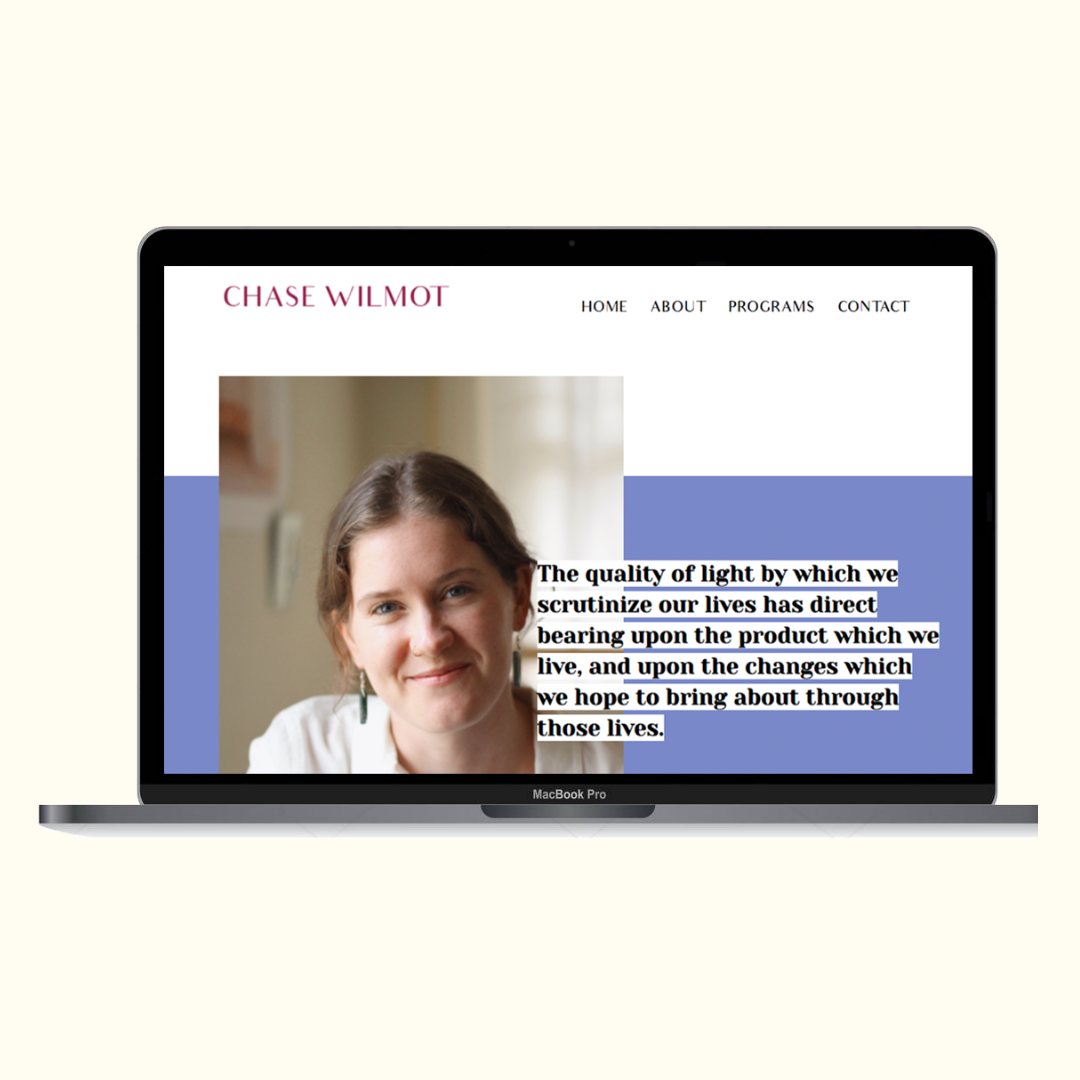 CHASE WILMOT
HOME ABOUT PROGRAMS CONTACT
The quality of light by which we
scrutinize our lives has direct
bearing upon the product which we
live, and upon the changes which
we hope to bring about through
those lives.
MacBook Pro